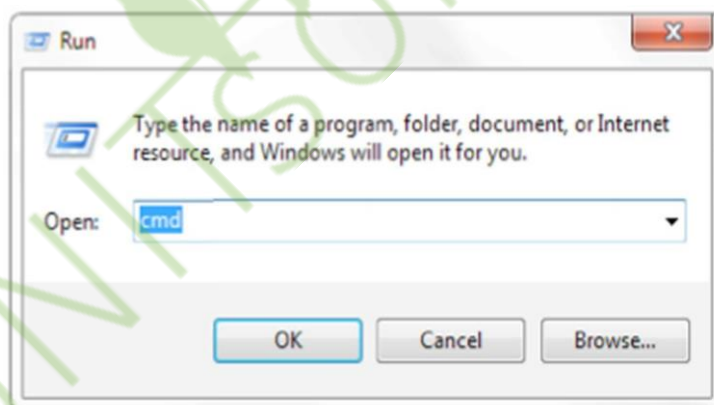 Run
x
Type the name of a program, folder, document, or Internet
resource, and Windows will open it for you.
Open: cmd
OK Cancel Browse...